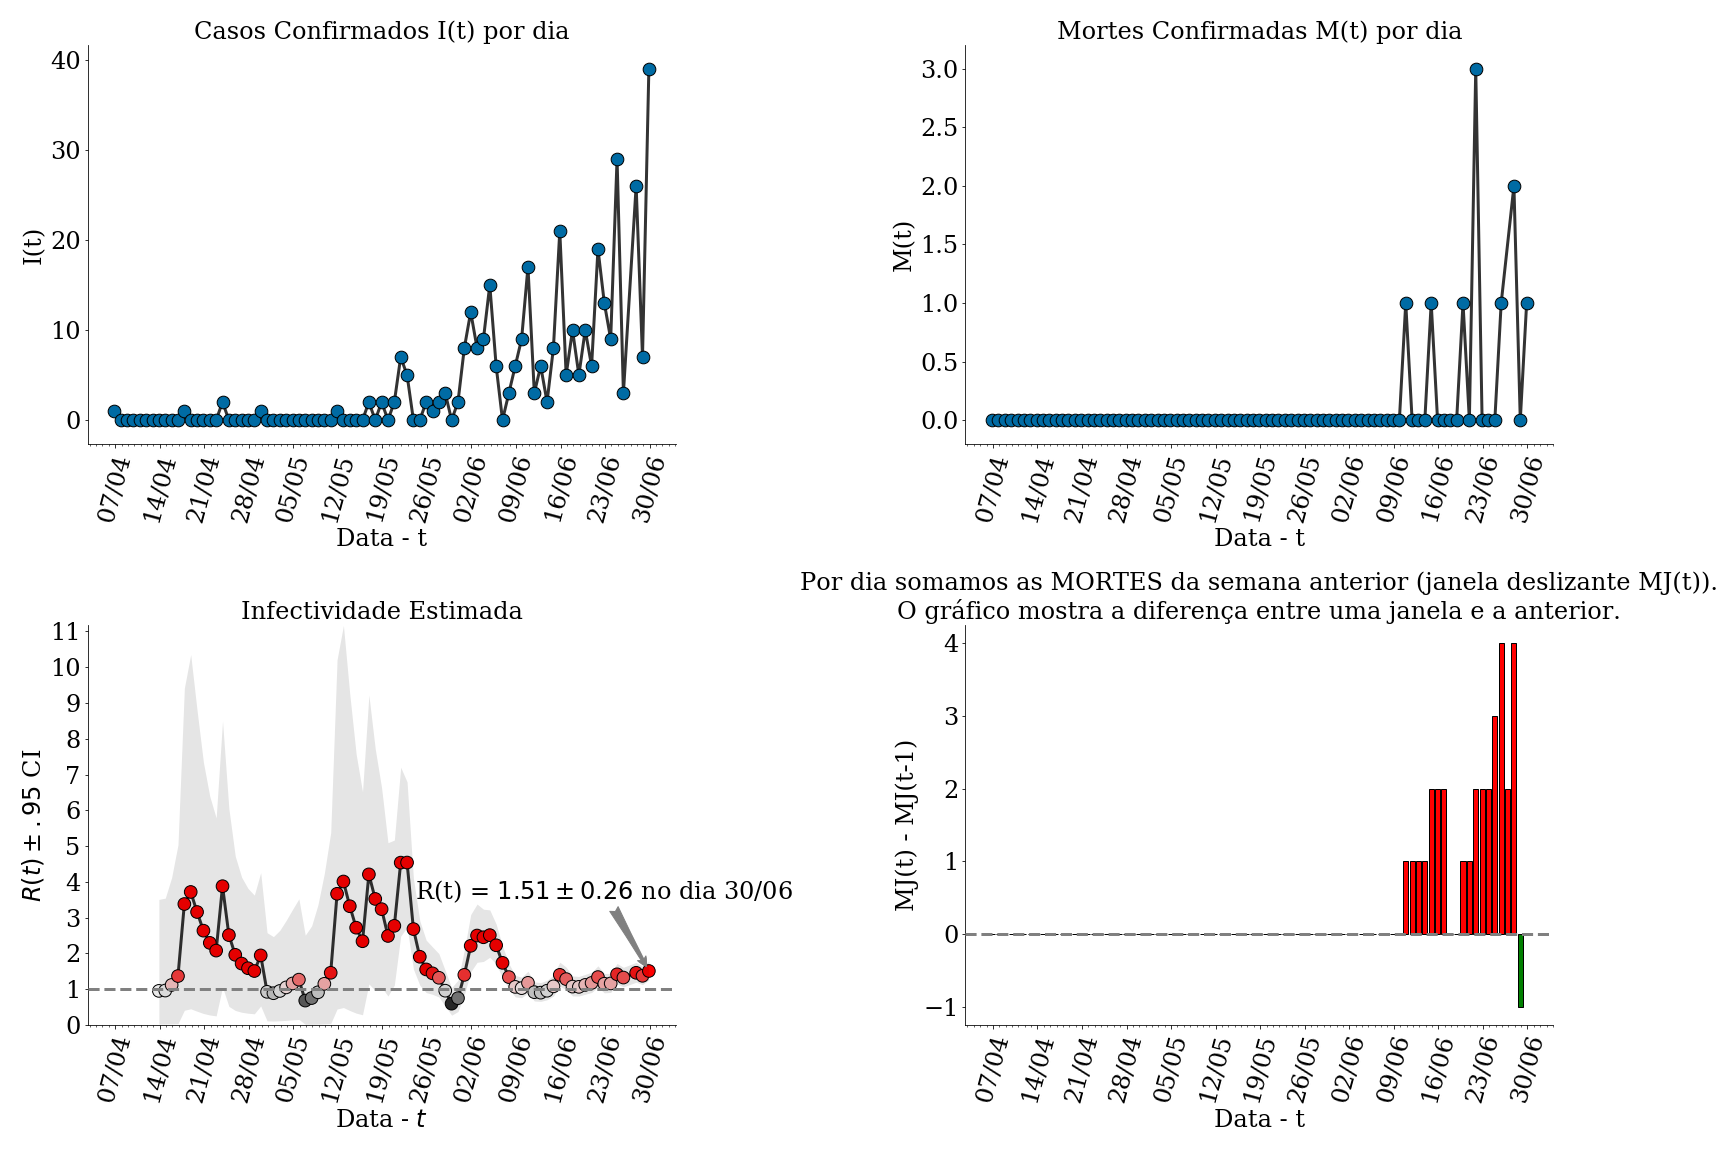 Casos Confirmados I(t) por dia
40
30
20
10
0
I(t)
07/04 14/04 21/04 28/04 05/05 12/05 19/05 26/05 02/06 09/06 16/06 23/06 30/06
Data - t
Mortes Confirmadas M(t) por dia
3.0
2.5
2.0
1.5
1.0
0.5
0.0
M(t)
07/04 14/04 21/04 28/04 05/05 12/05 19/05 26/05 02/06 09/06 16/06 23/06 30/06
Data - t
Infectividade Estimada
11
10
9
8
7
6
5
4
3
2
1
0
R(t) ± .95 CI
R(t) = 1.51 ± 0.26 no dia 30/06
07/04 14/04 21/04 28/04 05/05 12/05 19/05 26/05 02/06 09/06 16/06 23/06 30/06
Data - t
Por dia somamos as MORTES da semana anterior (janela deslizante MJ(t)).
O gráfico mostra a diferença entre uma janela e a anterior.
4
3
2
1
0
−1
MJ(t) - MJ(t-1)
07/04 14/04 21/04 28/04 05/05 12/05 19/05 26/05 02/06 09/06 16/06 23/06 30/06
Data - t